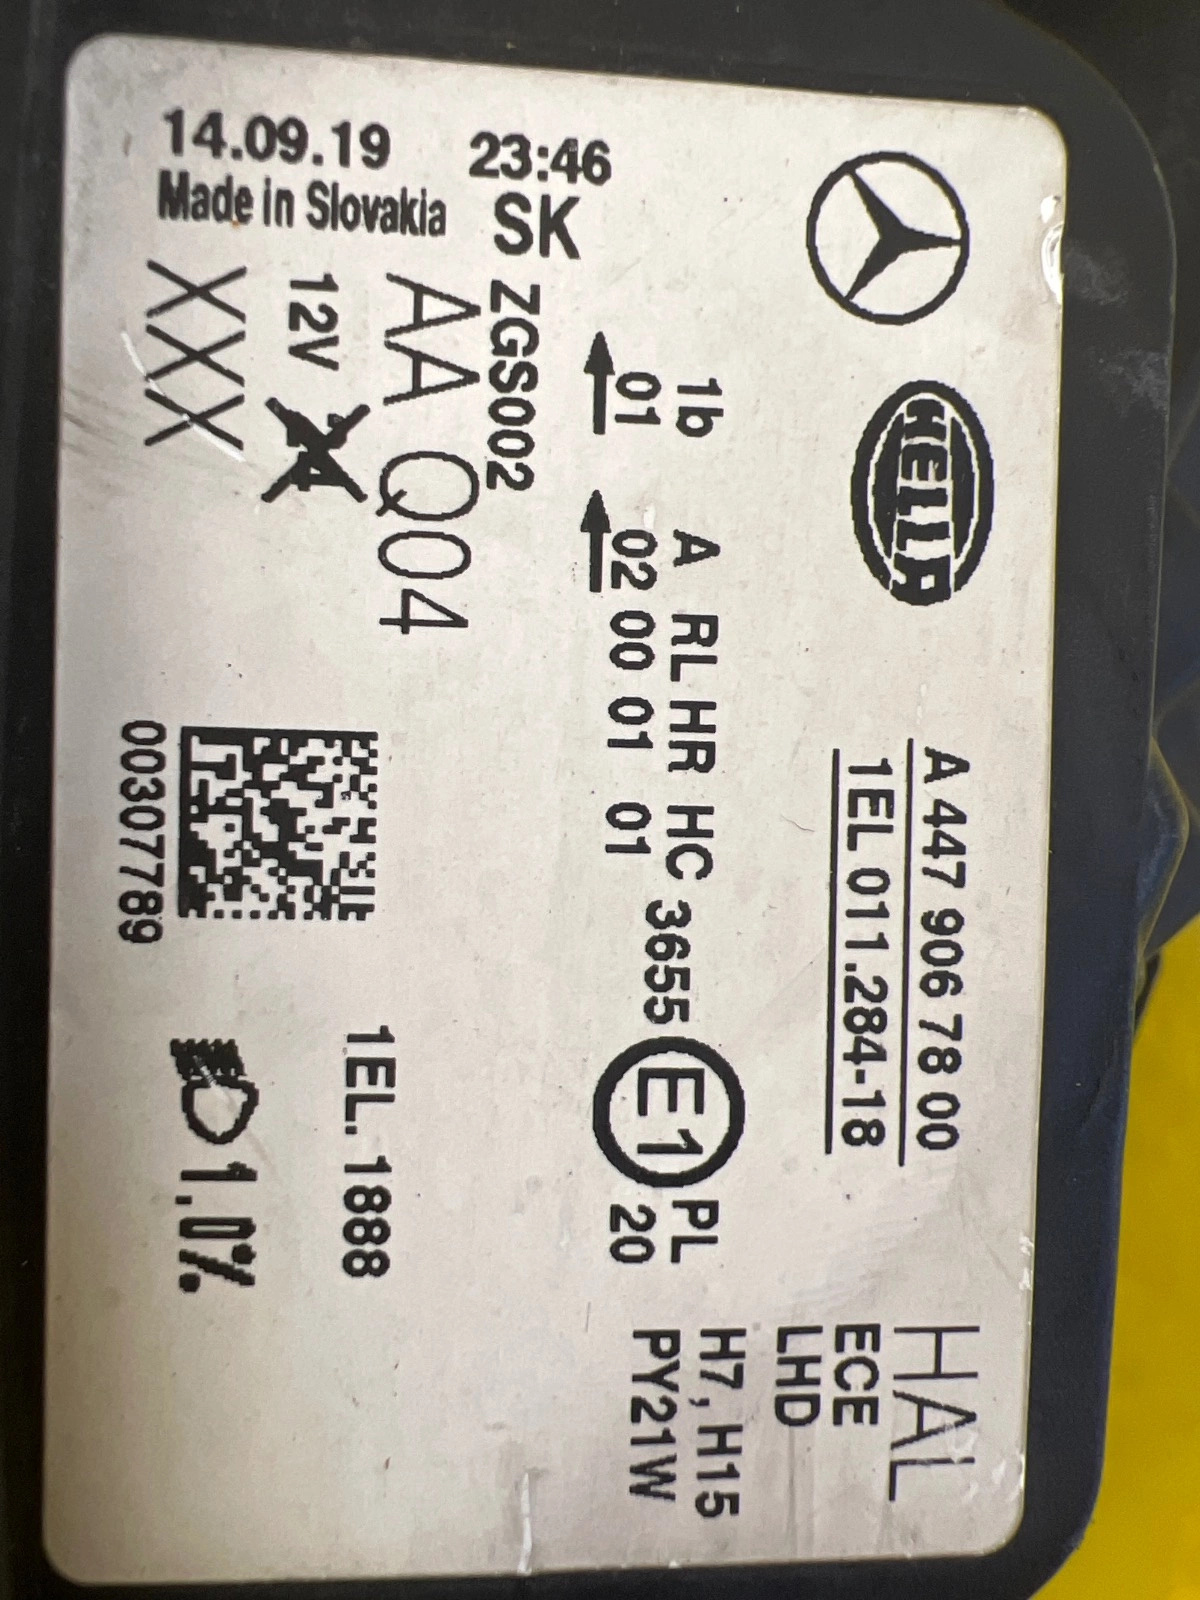 HELLA
A 447 906 78 00
1EL 011.284-18
HAL
ECE
LHD
1b A RL HR HC 3655 E1 PL
01 02 00 01 01 20
H7, H15
PY21W
ZGS002
AA Q04
12V
XXX
14.09.19 23:46
Made in Slovakia SK
00307789
1EL. 1888
1,0%